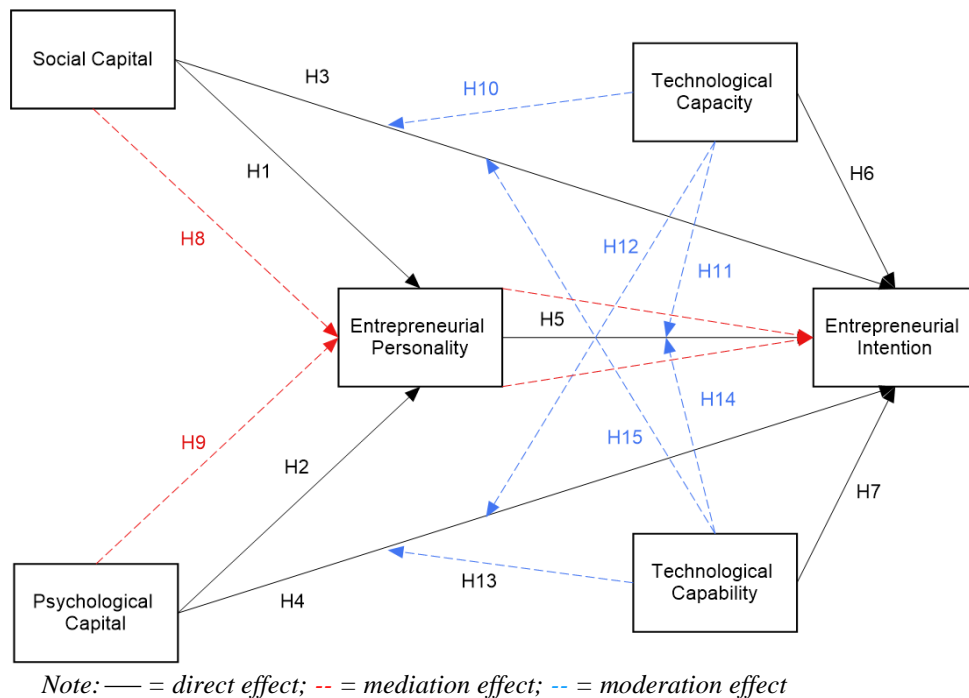 Social Capital
H3
H10
Technological
Capacity
H1
H6
H8
H12
H11
Entrepreneurial
Personality
H5
Entrepreneurial
Intention
H9
H14
H2
H15
H7
Psychological
Capital
H4
H13
Technological
Capability
Note: —— = direct effect; -- = mediation effect; -- = moderation effect